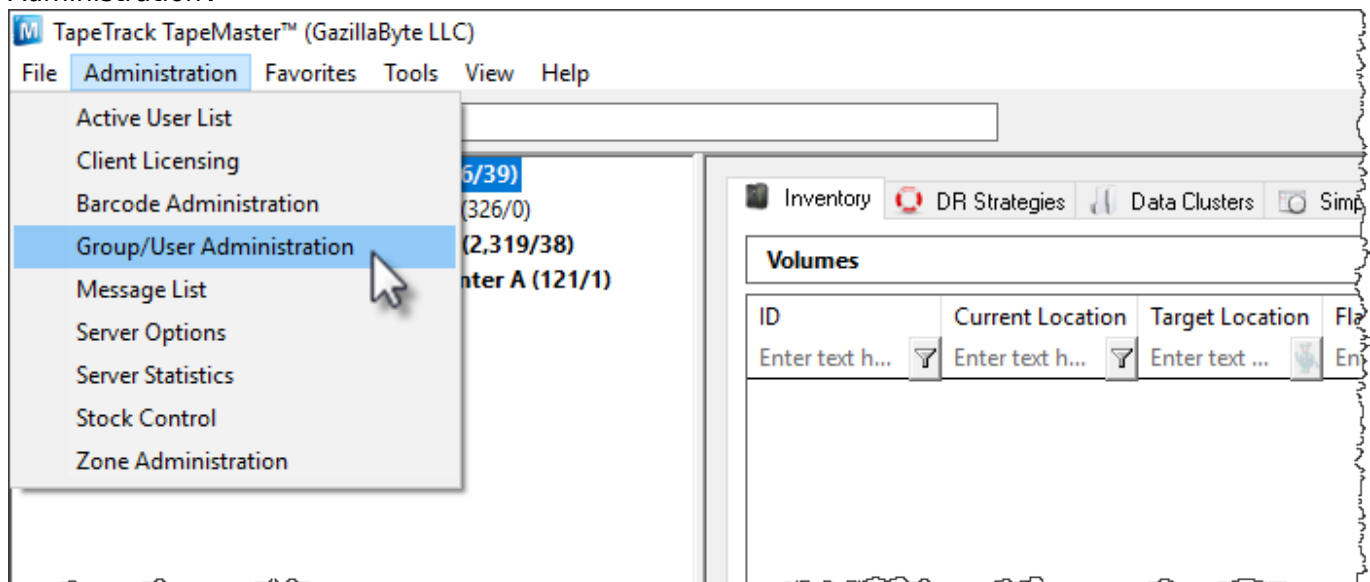 TapeTrack TapeMaster™ (GazillaByte LLC)
File Administration Favorites Tools View Help
Active User List
Client Licensing
Barcode Administration
Group/User Administration
Message List
Server Options
Server Statistics
Stock Control
Zone Administration
6/39)
(326/0)
(2,319/38)
nter A (121/1)
Inventory DR Strategies Data Clusters Simp
Volumes
ID Current Location Target Location Fla
Enter text h... Enter text h... Enter text ... En